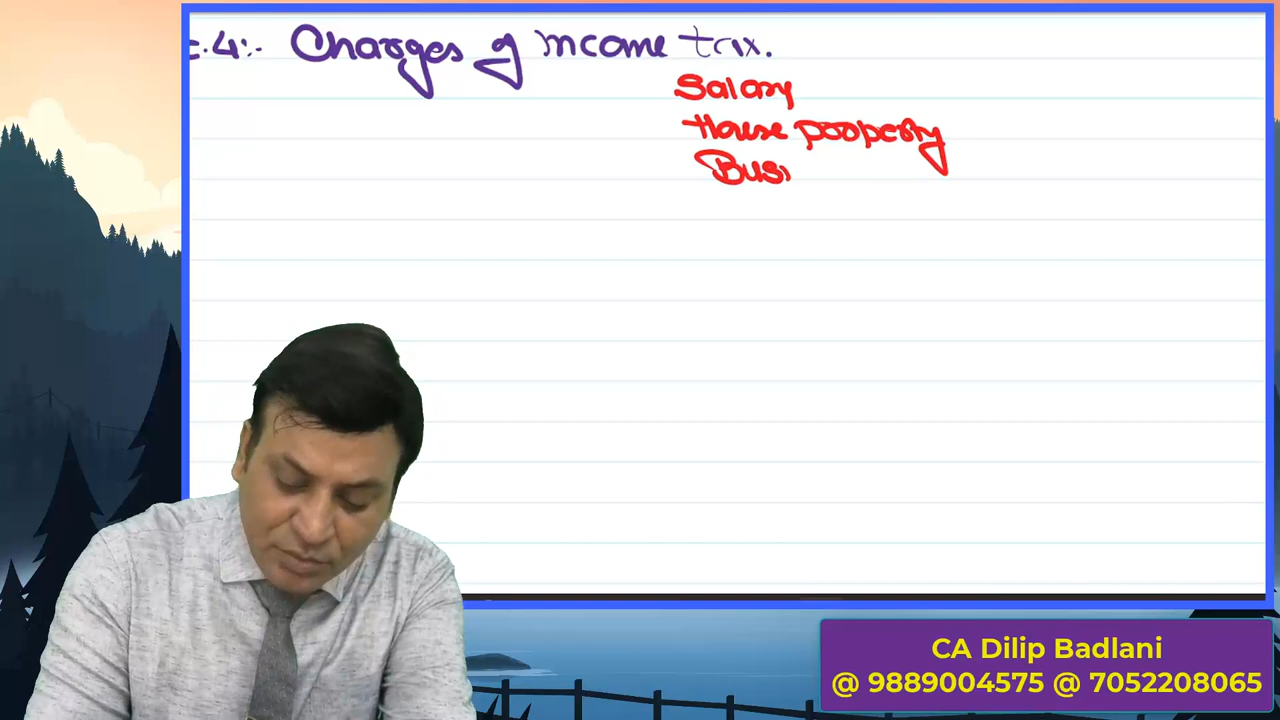 c.4:- Charges of income tax.
Salary
House property
Busi
CA Dilip Badlani
@ 9889004575 @ 7052208065